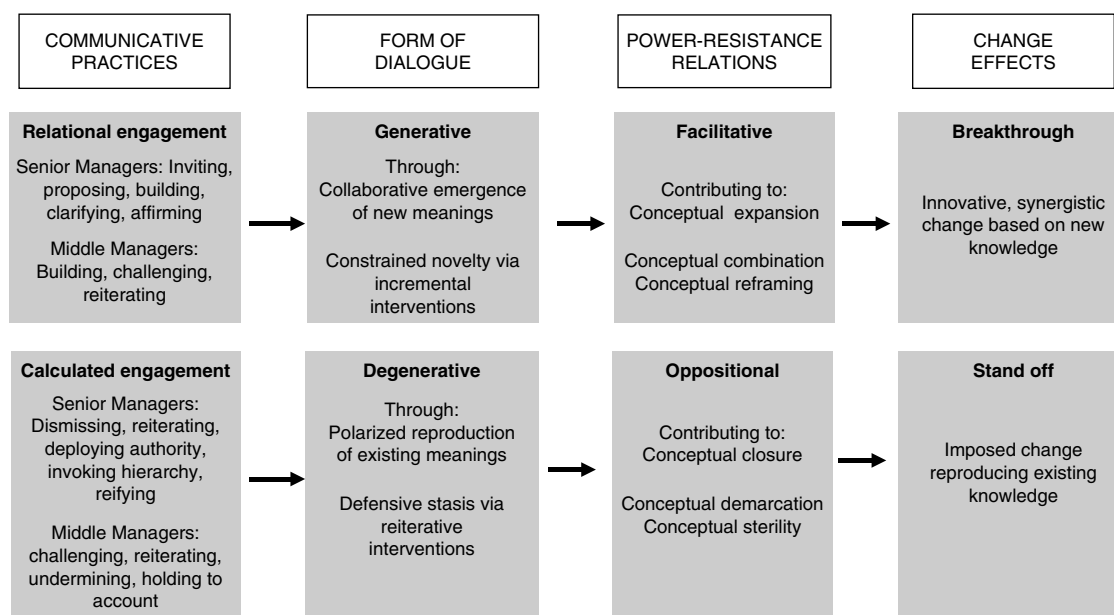 COMMUNICATIVE
PRACTICES
FORM OF
DIALOGUE
POWER-RESISTANCE
RELATIONS
CHANGE
EFFECTS
Relational engagement
Senior Managers: Inviting,
proposing, building,
clarifying, affirming
Middle Managers:
Building, challenging,
reiterating
Generative
Through:
Collaborative emergence
of new meanings
Constrained novelty via
incremental
interventions
Facilitative
Contributing to:
Conceptual expansion
Conceptual combination
Conceptual reframing
Breakthrough
Innovative, synergistic
change based on new
knowledge
Calculated engagement
Senior Managers:
Dismissing, reiterating,
deploying authority,
invoking hierarchy,
reifying
Middle Managers:
challenging, reiterating,
undermining, holding to
account
Degenerative
Through:
Polarized reproduction
of existing meanings
Defensive stasis via
reiterative
interventions
Oppositional
Contributing to:
Conceptual closure
Conceptual demarcation
Conceptual sterility
Stand off
Imposed change
reproducing existing
knowledge